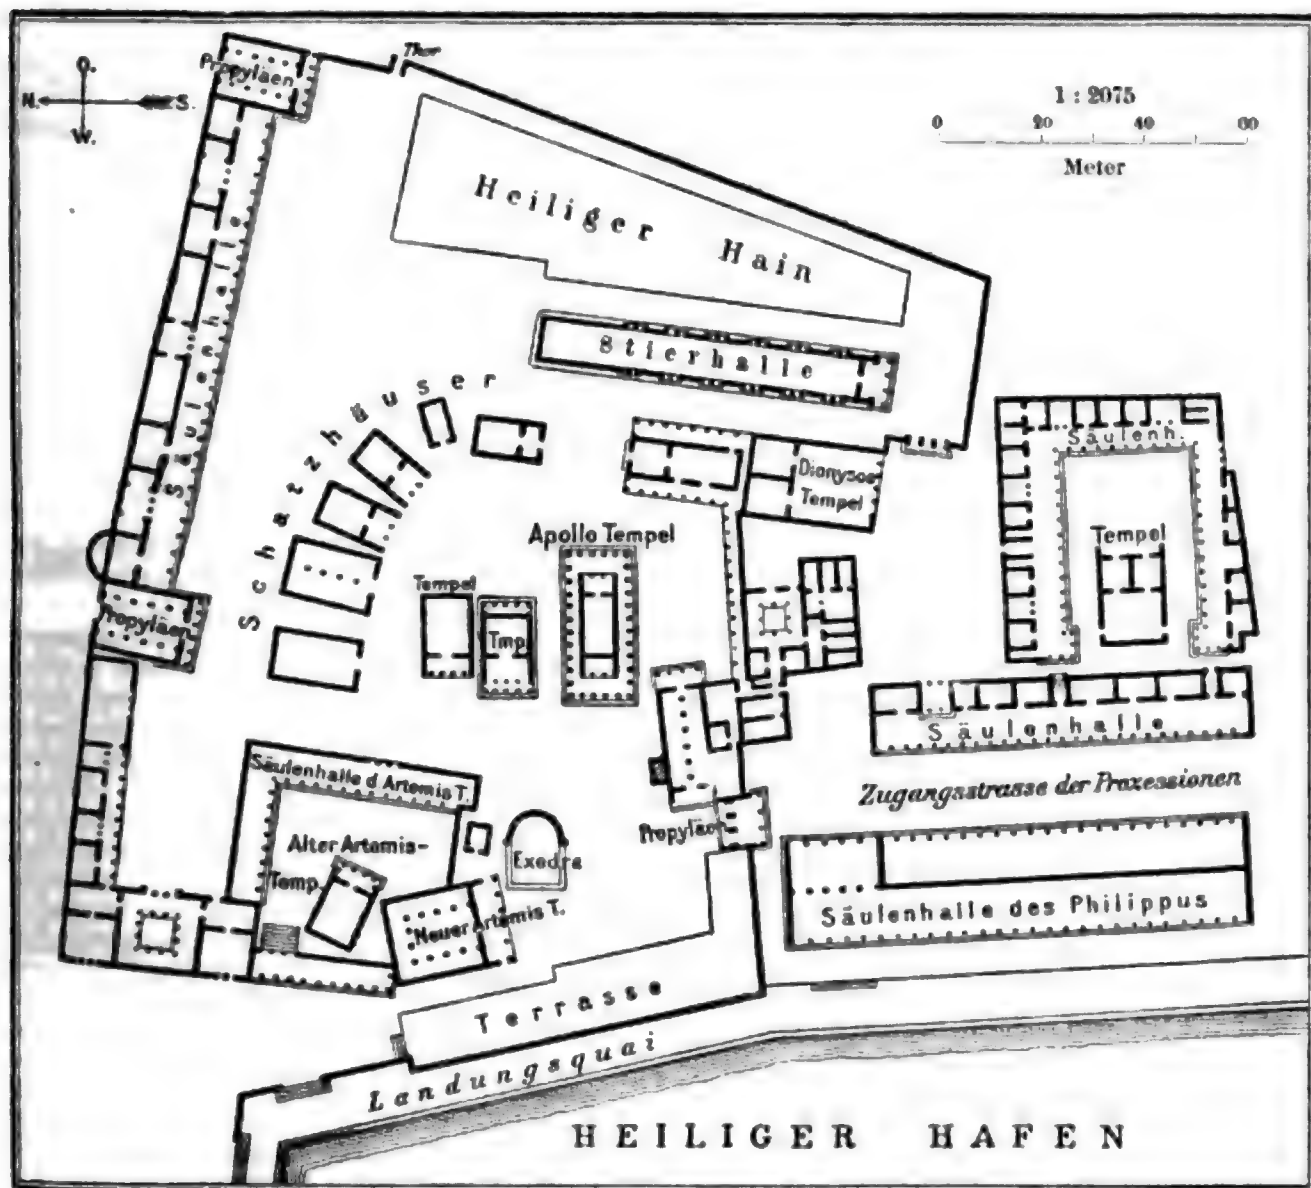 Thor
O.
N. S.
W.
Propyläen
1 : 2075
0 20 40 60
Meter
Heiliger Hain
Säulenhalle
Stierhalle
Schatzhäuser
Säulenh.
Dionysos
Tempel
Apollo Tempel
Tempel
Tempel
Tmp.
Propyläen
Säulenhalle d. Artemis T.
Säulenhalle
Zugangsstrasse der Prozessionen
Propyläen
Alter Artemis-
Temp.
Exedra
Neuer Artemis T.
Säulenhalle des Philippus
Terrasse
Landungsquai
HEILIGER HAFEN